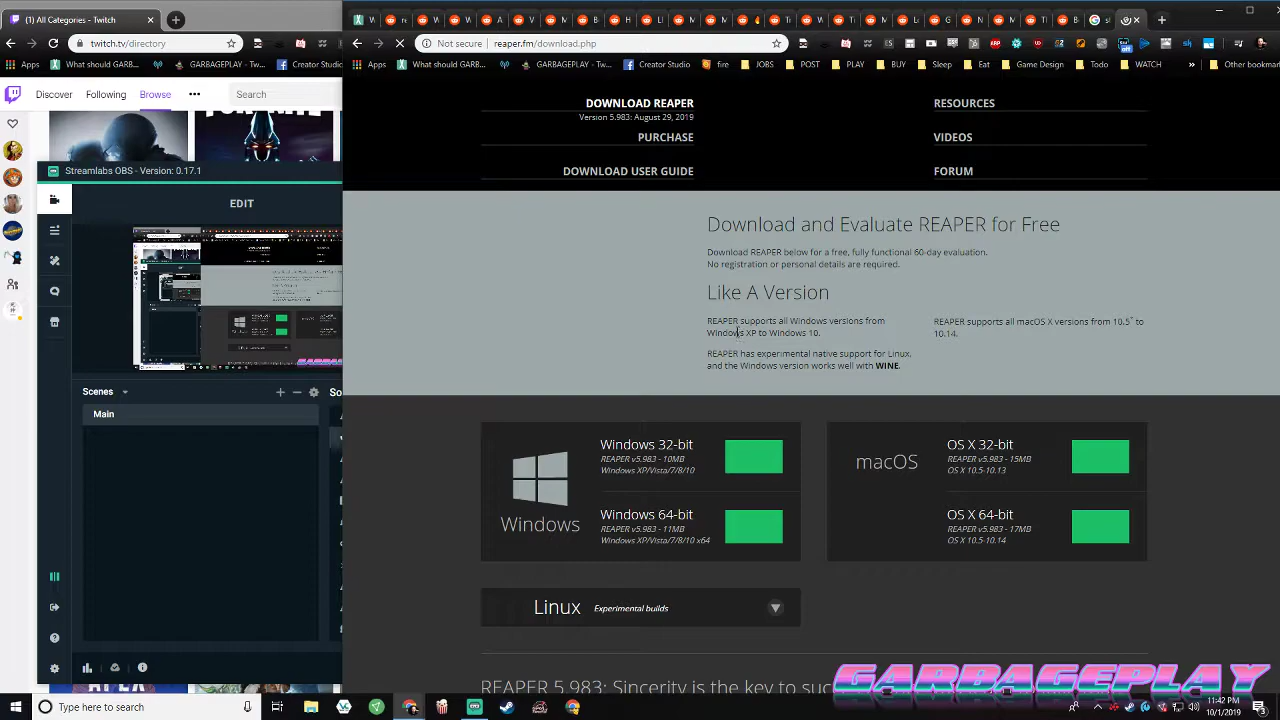 (1) All Categories - Twitch
twitch.tv/directory
Apps
What should GARB...
GARBAGEPLAY - Tw...
Creator Studio
Discover
Following
Browse
Search
Streamlabs OBS - Version: 0.17.1
EDIT
Scenes
So
Main
Not secure
reaper.fm/download.php
Apps
What should GARB...
GARBAGEPLAY - Tw...
Creator Studio
fire
JOBS
POST
PLAY
BUY
Sleep
Eat
Game Design
Todo
WATCH
»
Other bookmar
DOWNLOAD REAPER
Version 5.983: August 29, 2019
PURCHASE
DOWNLOAD USER GUIDE
RESOURCES
VIDEOS
FORUM
Download and Evaluate REAPER for Free
Download REAPER below for a free, fully functional 60-day evaluation.
No registration or personal details are required.
Like A Version
REAPER supports all Windows versions from
Windows XP to Windows 10.
REAPER has experimental native support for Linux,
and the Windows version works well with WINE.
REAPER supports all macOS X versions from 10.5* to
10.14.
Windows
Windows 32-bit
REAPER v5.983 - 10MB
Windows XP/Vista/7/8/10
Windows 64-bit
REAPER v5.983 - 11MB
Windows XP/Vista/7/8/10 x64
macOS
OS X 32-bit
REAPER v5.983 - 15MB
OS X 10.5-10.13
OS X 64-bit
REAPER v5.983 - 17MB
OS X 10.5-10.14
Linux
Experimental builds
REAPER 5.983: Sincerity is the key to suc
GARBAGEPLAY
Type here to search
11:42 PM
10/1/2019